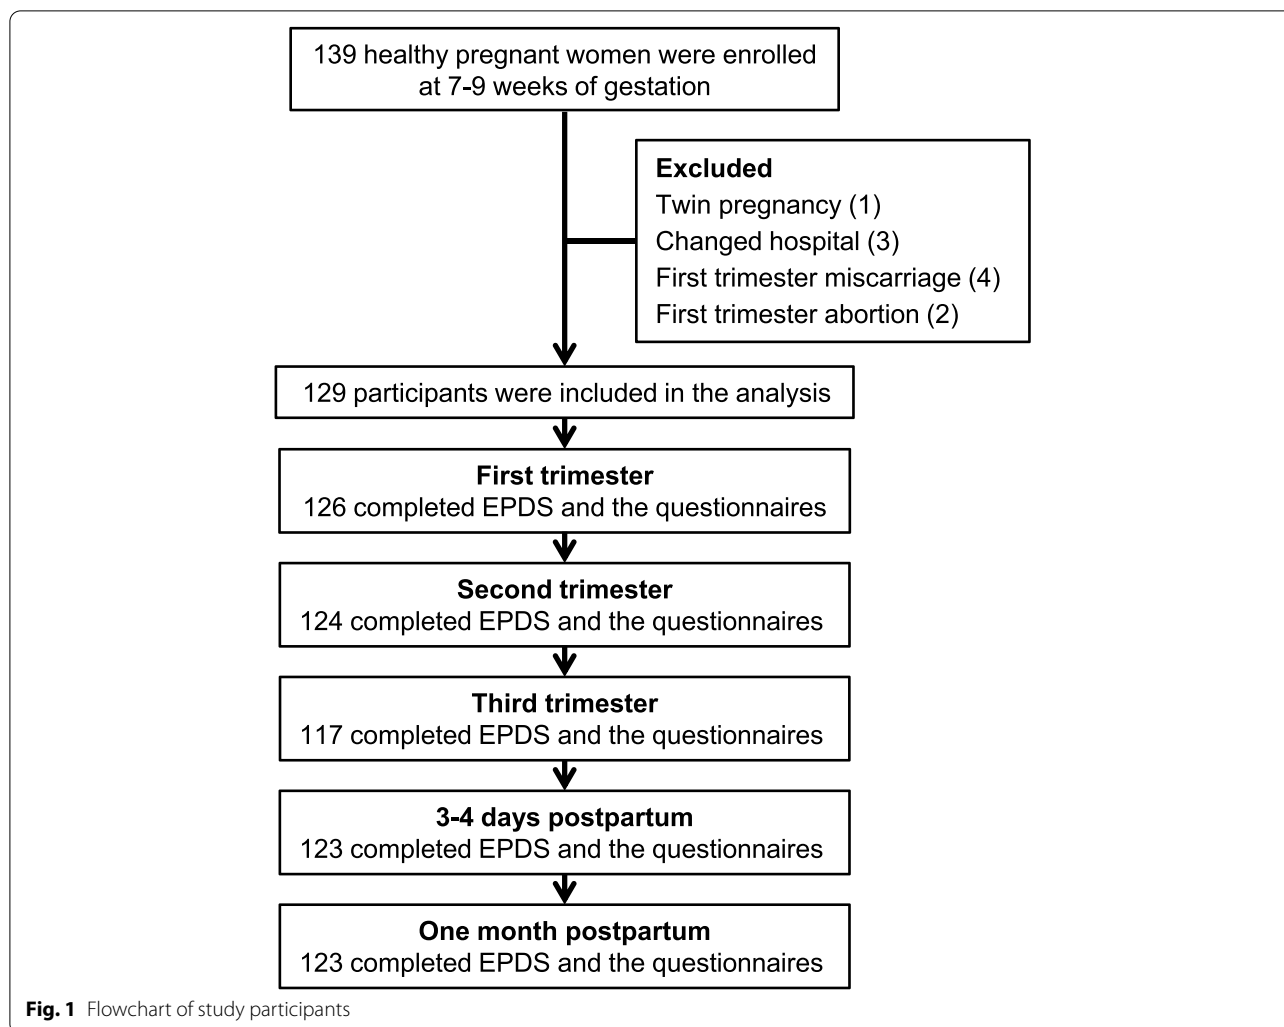 139 healthy pregnant women were enrolled
at 7-9 weeks of gestation
Excluded
Twin pregnancy (1)
Changed hospital (3)
First trimester miscarriage (4)
First trimester abortion (2)
129 participants were included in the analysis
First trimester
126 completed EPDS and the questionnaires
Second trimester
124 completed EPDS and the questionnaires
Third trimester
117 completed EPDS and the questionnaires
3-4 days postpartum
123 completed EPDS and the questionnaires
One month postpartum
123 completed EPDS and the questionnaires
Fig. 1 Flowchart of study participants